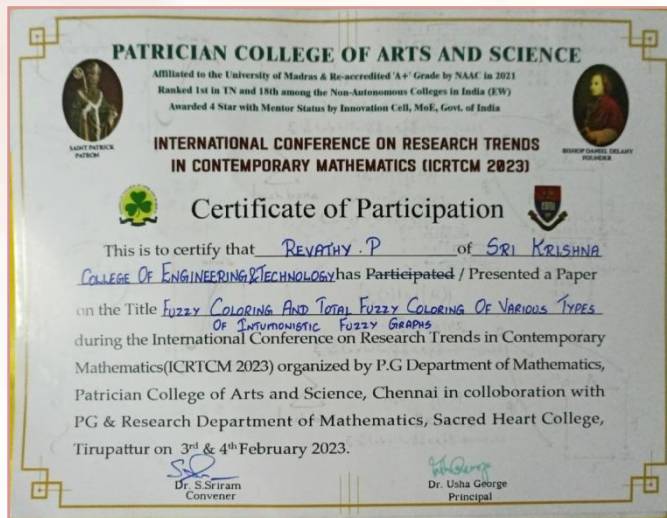 PATRICIAN COLLEGE OF ARTS AND SCIENCE
Affiliated to the University of Madras & Re-accredited 'A+' Grade by NAAC in 2021
Ranked 1st in TN and 18th among the Non-Autonomous Colleges in India (EW)
Awarded 4 Star with Mentor Status by Innovation Cell, MoE, Govt. of India
SAINT PATRICK
PATRON
BISHOP DANIEL DELANY
FOUNDER
INTERNATIONAL CONFERENCE ON RESEARCH TRENDS
IN CONTEMPORARY MATHEMATICS (ICRTCM 2023)
Certificate of Participation
This is to certify that REVATHY.P of SRI KRISHNA
COLLEGE OF ENGINEERING&TECHNOLOGY has Participated / Presented a Paper
on the Title FUZZY COLORING AND TOTAL FUZZY COLORING OF VARIOUS TYPES
OF INTUITIONISTIC FUZZY GRAPHS
during the International Conference on Research Trends in Contemporary
Mathematics(ICRTCM 2023) organized by P.G Department of Mathematics,
Patrician College of Arts and Science, Chennai in colloboration with
PG & Research Department of Mathematics, Sacred Heart College,
Tirupattur on 3rd & 4th February 2023.
Dr. S.Sriram
Convener
Dr. Usha George
Principal